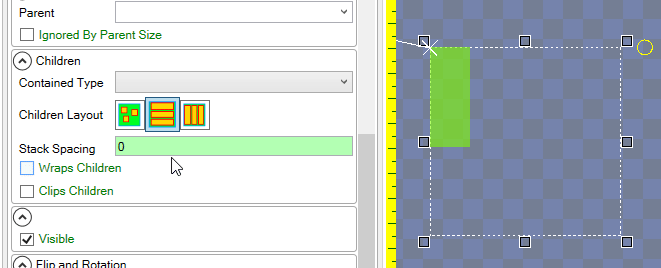 Parent
Ignored By Parent Size
Children
Contained Type
Children Layout
Stack Spacing 0
Wraps Children
Clips Children
Visible
Flip and Rotation